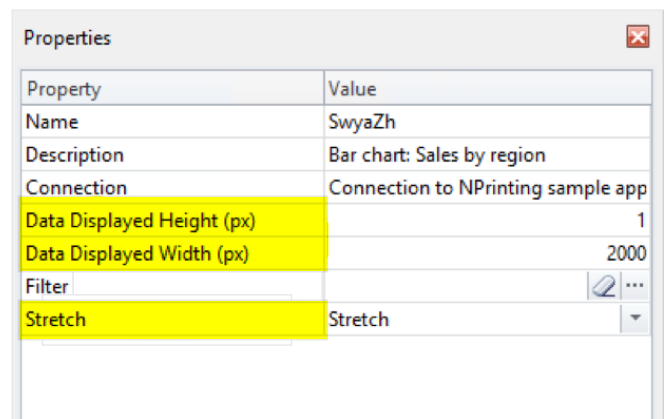 Properties
Property Value
Name SwyaZh
Description Bar chart: Sales by region
Connection Connection to NPrinting sample app
Data Displayed Height (px) 1
Data Displayed Width (px) 2000
Filter ...
Stretch Stretch